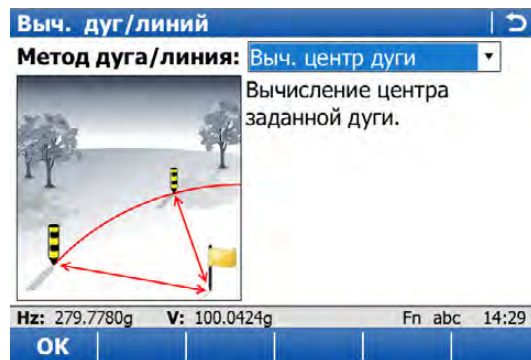 Выч. дуг/линий
Метод дуга/линия: Выч. центр дуги
Вычисление центра
заданной дуги.
Hz: 279.7780g V: 100.0424g Fn abc 14:29
OK